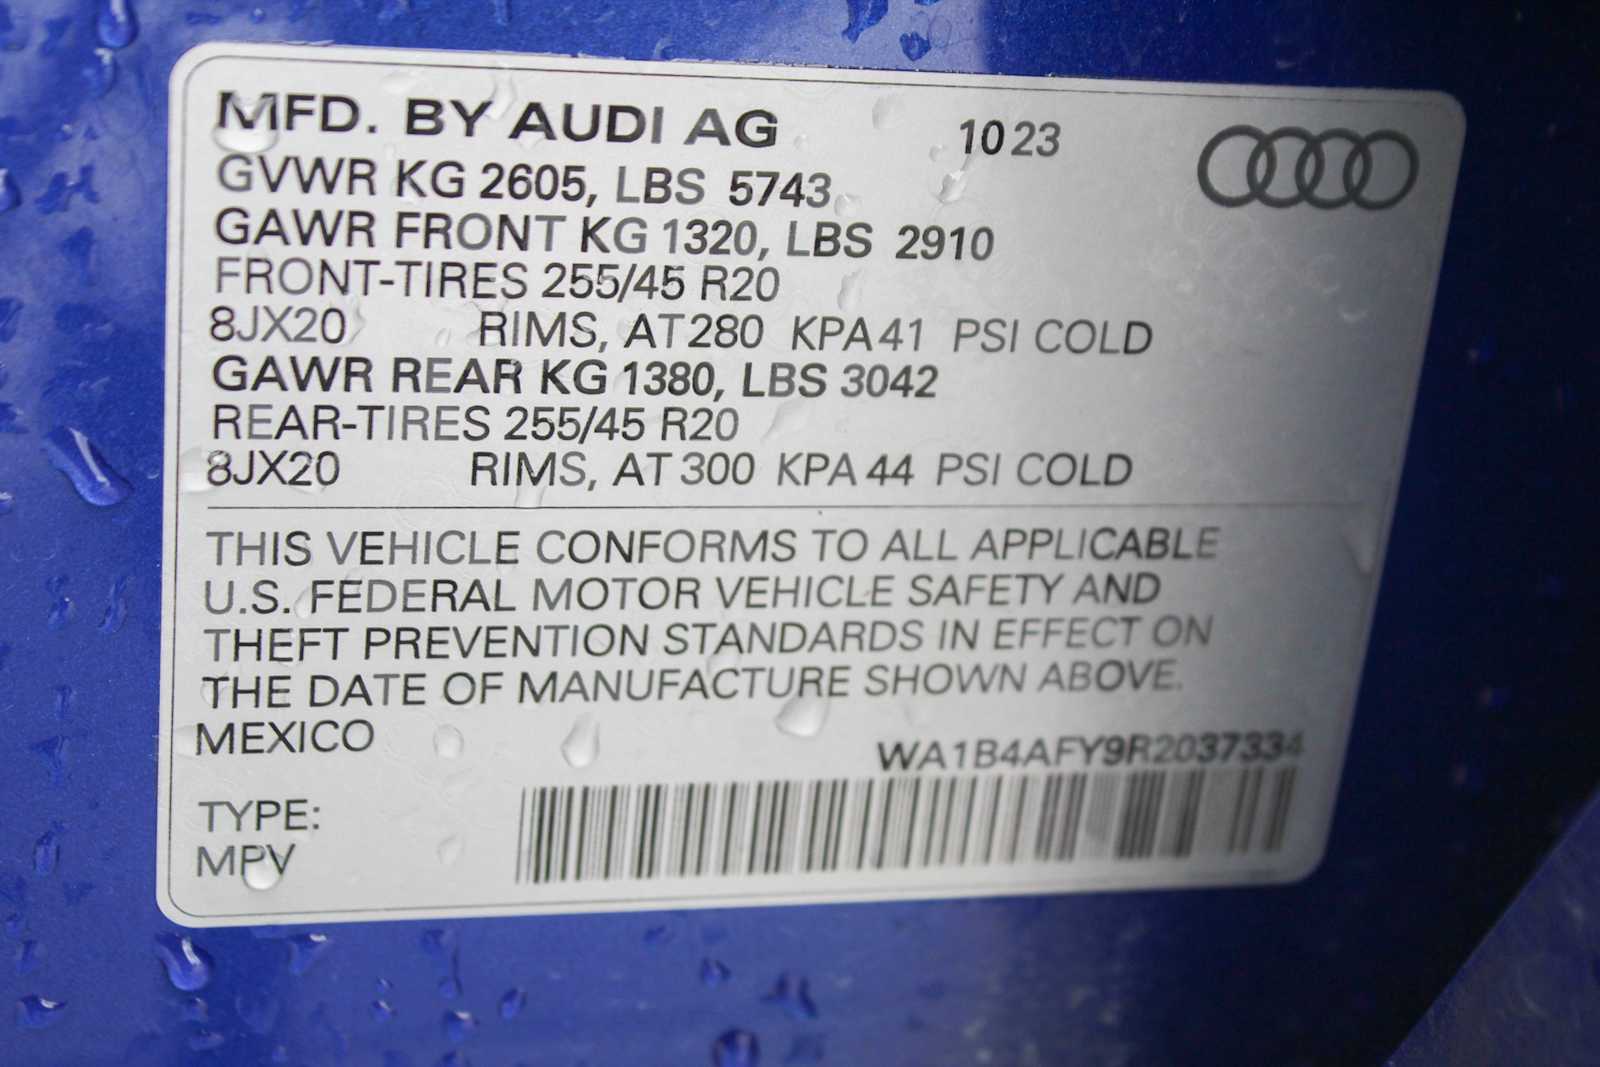 MFD. BY AUDI AG 10 23
GVWR KG 2605, LBS 5743
GAWR FRONT KG 1320, LBS 2910
FRONT-TIRES 255/45 R20
8JX20 RIMS, AT 280 KPA 41 PSI COLD
GAWR REAR KG 1380, LBS 3042
REAR-TIRES 255/45 R20
8JX20 RIMS, AT 300 KPA 44 PSI COLD
THIS VEHICLE CONFORMS TO ALL APPLICABLE
U.S. FEDERAL MOTOR VEHICLE SAFETY AND
THEFT PREVENTION STANDARDS IN EFFECT ON
THE DATE OF MANUFACTURE SHOWN ABOVE.
MEXICO
WA1B4AFY9R2037334
TYPE:
MPV